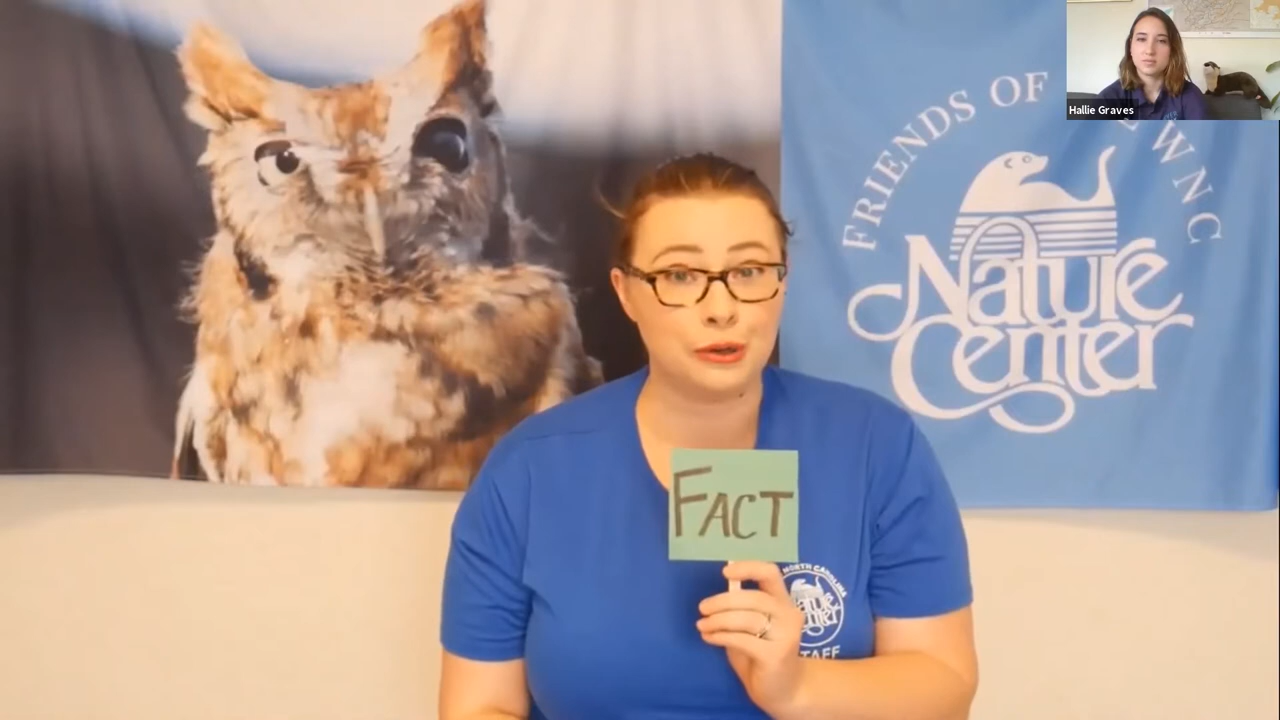 Hallie Graves
FRIENDS OF WNC
Nature
Center
FACT
NORTH CAROLINA
Nature
Center
STAFF